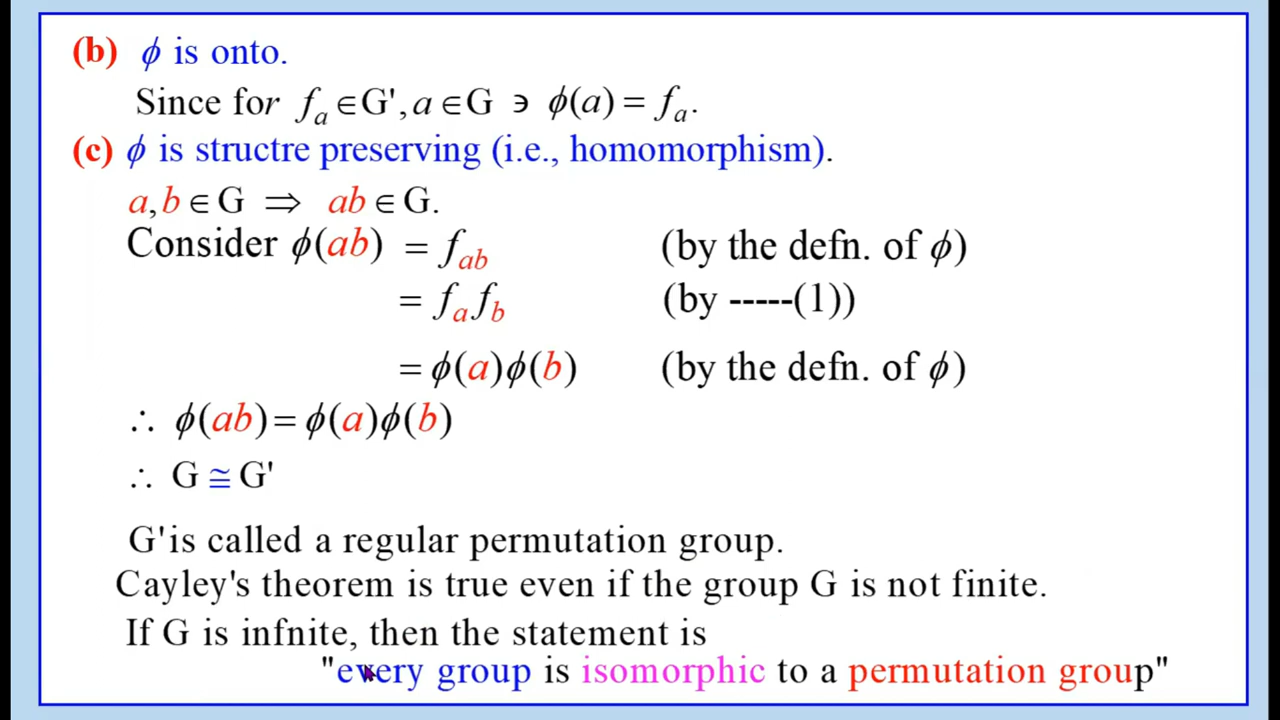 (b) ϕ is onto.
Since for fₐ ∈ G', a ∈ G ∍ ϕ(a) = fₐ.
(c) ϕ is structre preserving (i.e., homomorphism).
a, b ∈ G ⇒ ab ∈ G.
Consider ϕ(ab) = f_ab (by the defn. of ϕ)
= f_a f_b (by -----(1))
= ϕ(a)ϕ(b) (by the defn. of ϕ)
∴ ϕ(ab) = ϕ(a)ϕ(b)
∴ G ≅ G'
G' is called a regular permutation group.
Cayley's theorem is true even if the group G is not finite.
If G is infnite, then the statement is
"every group is isomorphic to a permutation group"